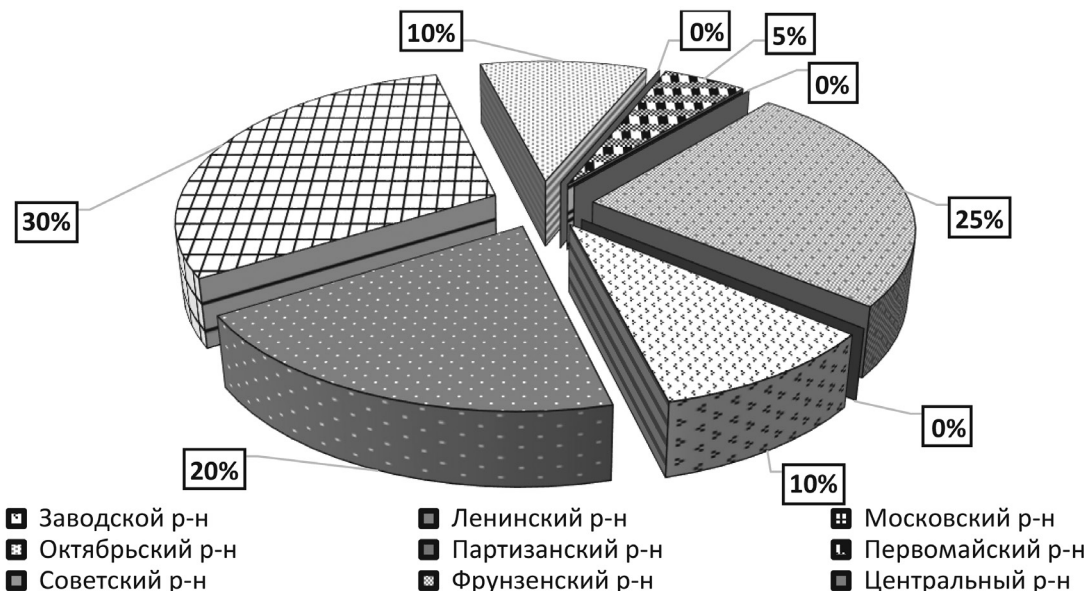 10%
0%
5%
0%
30%
25%
0%
20%
10%
Заводской р-н
Ленинский р-н
Московский р-н
Октябрьский р-н
Партизанский р-н
Первомайский р-н
Советский р-н
Фрунзенский р-н
Центральный р-н